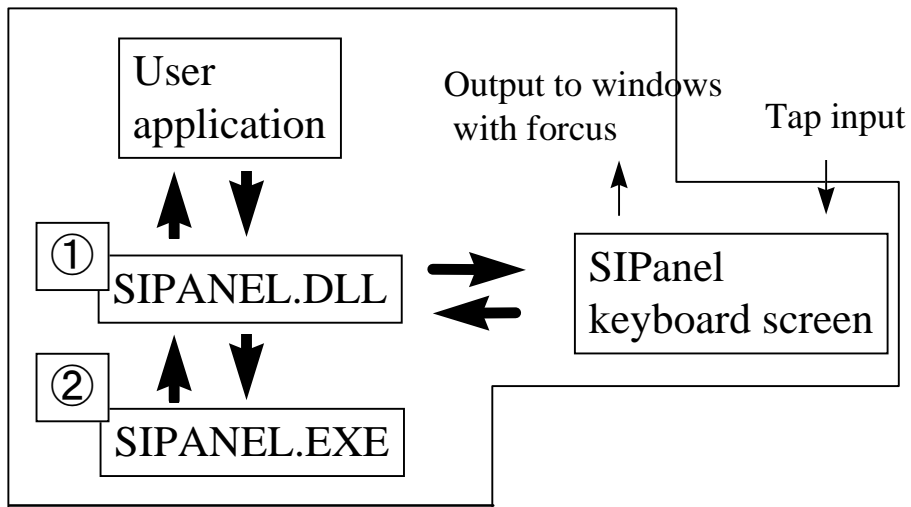 User
application
Output to windows
with forcus
Tap input
①
SIPANEL.DLL
SIPanel
keyboard screen
②
SIPANEL.EXE